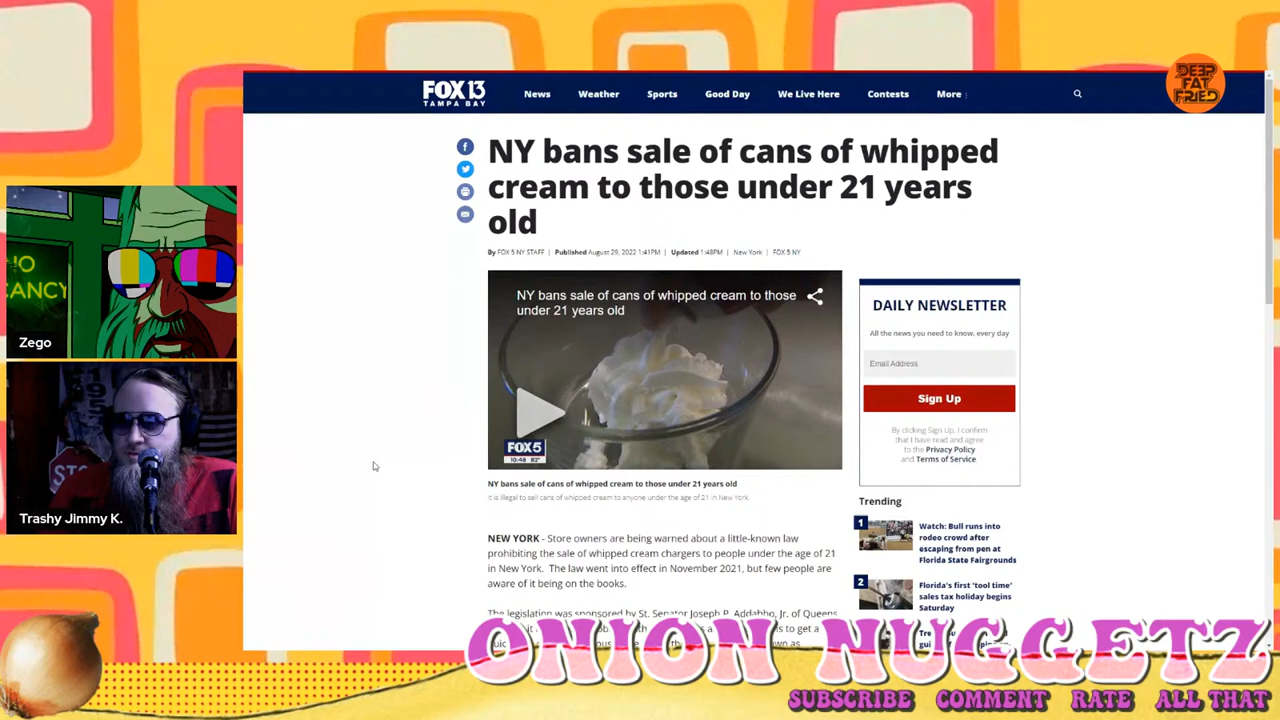 DEEP
FAT
FRIED
FOX 13
TAMPA BAY
News
Weather
Sports
Good Day
We Live Here
Contests
More
NY bans sale of cans of whipped
cream to those under 21 years
old
By FOX 5 NY STAFF | Published August 29, 2022 1:41PM | Updated 1:48PM | New York | FOX 5 NY
NY bans sale of cans of whipped cream to those
under 21 years old
FOX5
10:48 82°
NY bans sale of cans of whipped cream to those under 21 years old
It is illegal to sell cans of whipped cream to anyone under the age of 21 in New York.
NEW YORK - Store owners are being warned about a little-known law
prohibiting the sale of whipped cream chargers to people under the age of 21
in New York. The law went into effect in November 2021, but few people are
aware of it being on the books.
The legislation was sponsored by St. Senator Joseph P. Addabbo, Jr. of Queens
DAILY NEWSLETTER
All the news you need to know, every day
Email Address
Sign Up
By clicking Sign Up, I confirm
that I have read and agree
to the Privacy Policy
and Terms of Service.
Trending
1
Watch: Bull runs into
rodeo crowd after
escaping from pen at
Florida State Fairgrounds
2
Florida's first 'tool time'
sales tax holiday begins
Saturday
NO
VACANCY
Zego
STO
Trashy Jimmy K.
ONION NUGGETZ
SUBSCRIBE COMMENT RATE ALL THAT